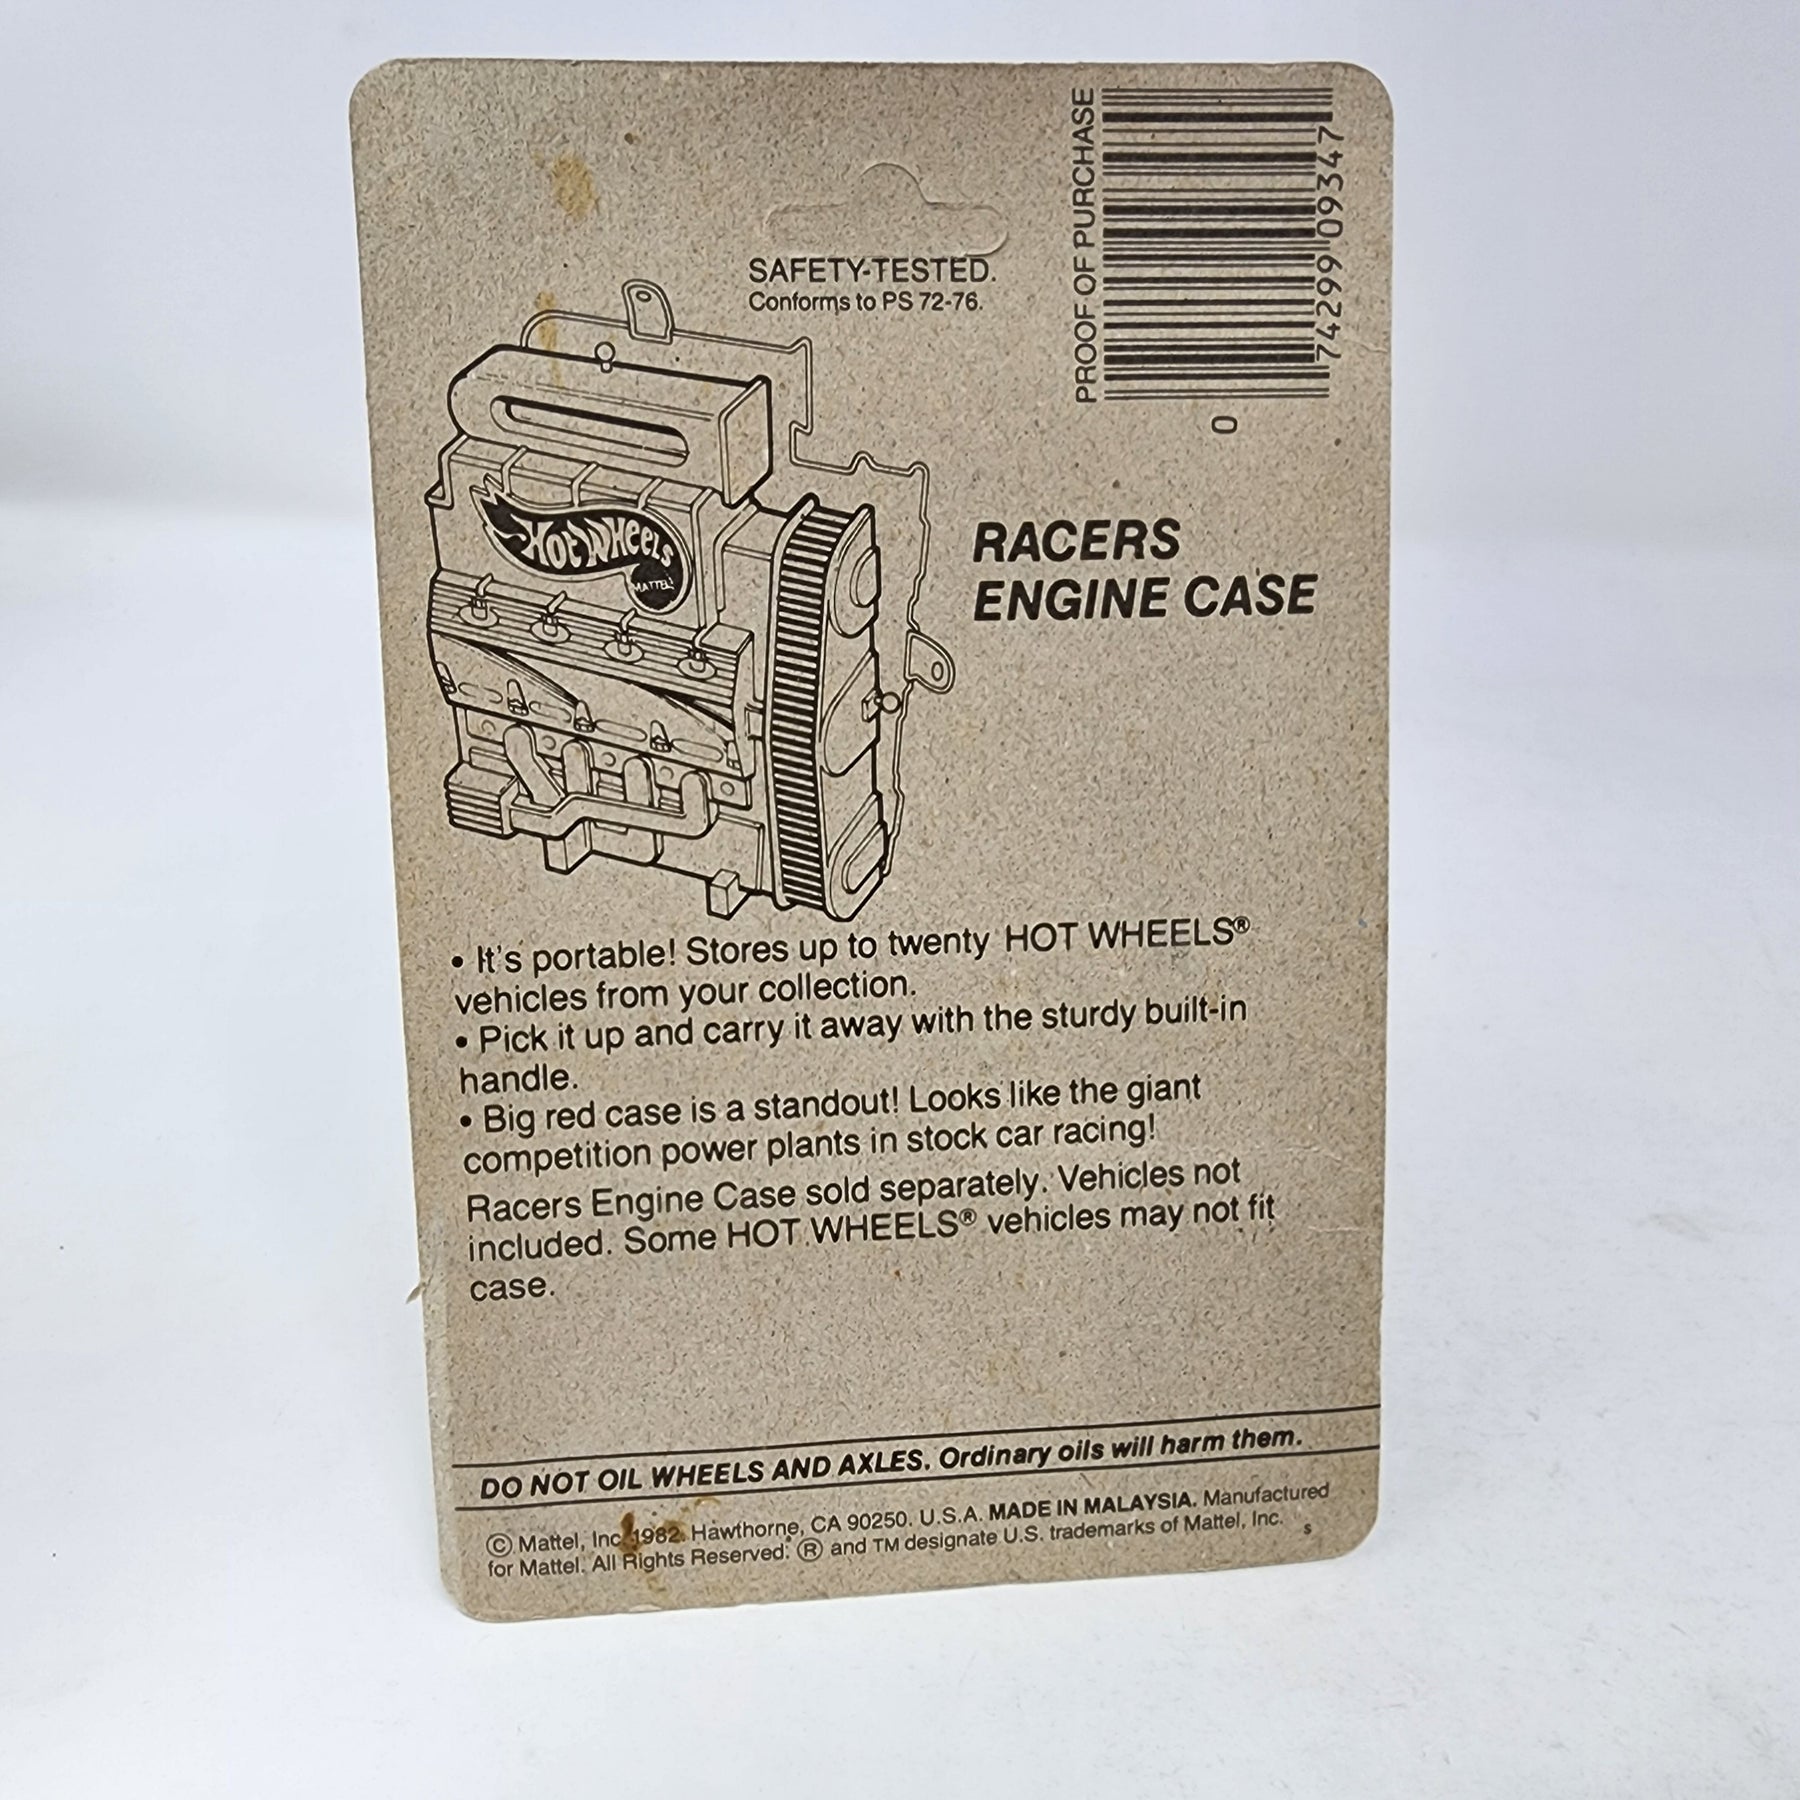 PROOF OF PURCHASE
74299 09347
0
SAFETY-TESTED.
Conforms to PS 72-76.
HOT WHEELS
MATTEL
RACERS
ENGINE CASE
• It's portable! Stores up to twenty HOT WHEELS®
vehicles from your collection.
• Pick it up and carry it away with the sturdy built-in
handle.
• Big red case is a standout! Looks like the giant
competition power plants in stock car racing!
Racers Engine Case sold separately. Vehicles not
included. Some HOT WHEELS® vehicles may not fit
case.
DO NOT OIL WHEELS AND AXLES. Ordinary oils will harm them.
© Mattel, Inc. 1982. Hawthorne, CA 90250. U.S.A. MADE IN MALAYSIA. Manufactured
for Mattel. All Rights Reserved. ® and TM designate U.S. trademarks of Mattel, Inc. s